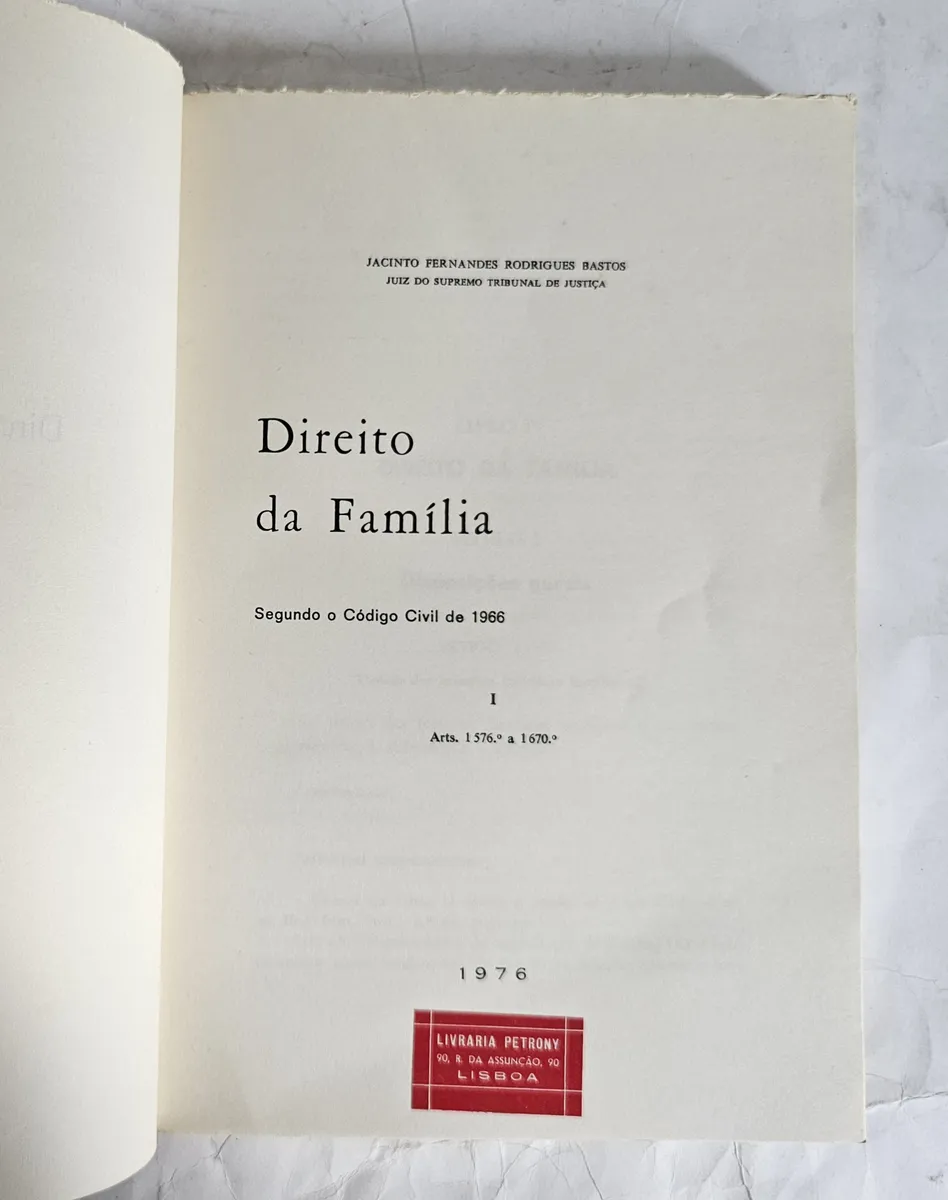 JACINTO FERNANDES RODRIGUES BASTOS
JUIZ DO SUPREMO TRIBUNAL DE JUSTIÇA
Direito
da Família
Segundo o Código Civil de 1966
I
Arts. 1576.º a 1670.º
1976
LIVRARIA PETRONY
90, R. DA ASSUNÇÃO, 90
LISBOA